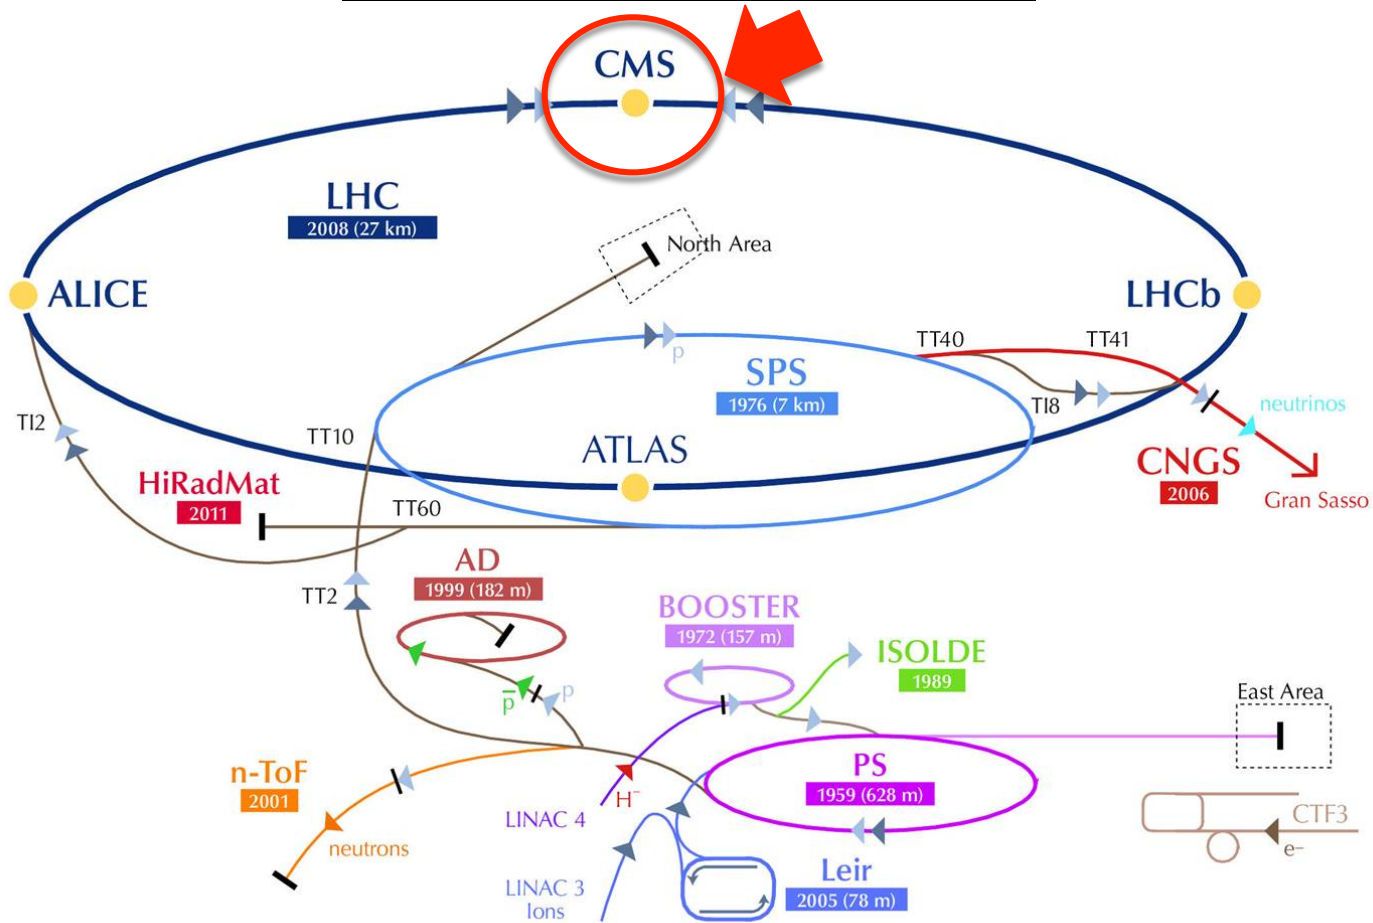 CMS
LHC
2008 (27 km)
North Area
ALICE
LHCb
TT40
TT41
p
SPS
1976 (7 km)
TI8
neutrinos
TI2
TT10
ATLAS
CNGS
2006
Gran Sasso
HiRadMat
2011
TT60
AD
1999 (182 m)
TT2
BOOSTER
1972 (157 m)
ISOLDE
1989
p̅
p
East Area
n-ToF
2001
PS
1959 (628 m)
H⁻
LINAC 4
CTF3
neutrons
e–
Leir
2005 (78 m)
LINAC 3
Ions